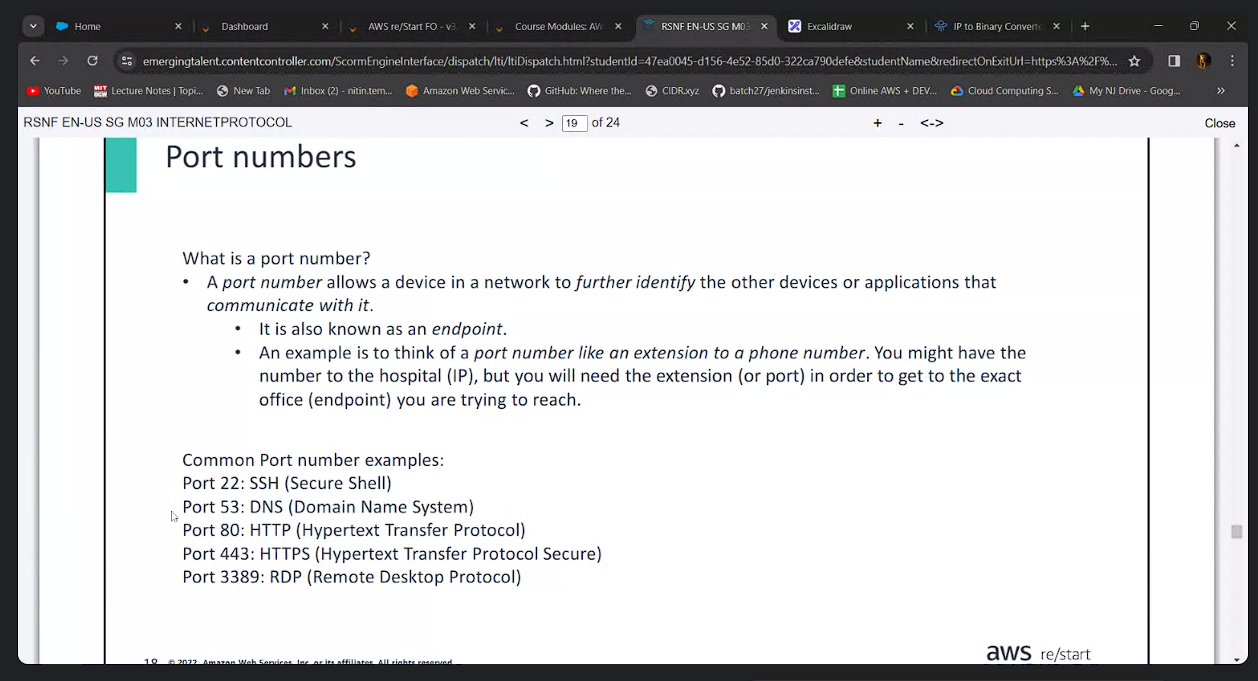 Home
Dashboard
AWS re/Start FO - v3.
Course Modules: AW
RSNF EN-US SG M03
Excalidraw
IP to Binary Converte
emergingtalent.contentcontroller.com/ScormEngineInterface/dispatch/lti/ltiDispatch.html?studentId=47ea0045-d156-4e52-85d0-322ca790defe&studentName&redirectOnExitUrl=https%3A%2F%...
YouTube
MIT OCW Lecture Notes | Topi...
New Tab
Inbox (2) - nitin.tem...
Amazon Web Servic...
GitHub: Where the...
CIDR.xyz
batch27/jenkinsinst...
Online AWS + DEV...
Cloud Computing S...
My NJ Drive - Goog...
»
RSNF EN-US SG M03 INTERNETPROTOCOL
< > 19 of 24
+ - <->
Close
Port numbers
What is a port number?
• A port number allows a device in a network to further identify the other devices or applications that
communicate with it.
• It is also known as an endpoint.
• An example is to think of a port number like an extension to a phone number. You might have the
number to the hospital (IP), but you will need the extension (or port) in order to get to the exact
office (endpoint) you are trying to reach.
Common Port number examples:
Port 22: SSH (Secure Shell)
Port 53: DNS (Domain Name System)
Port 80: HTTP (Hypertext Transfer Protocol)
Port 443: HTTPS (Hypertext Transfer Protocol Secure)
Port 3389: RDP (Remote Desktop Protocol)
18 © 2022, Amazon Web Services, Inc. or its affiliates. All rights reserved.
aws re/start